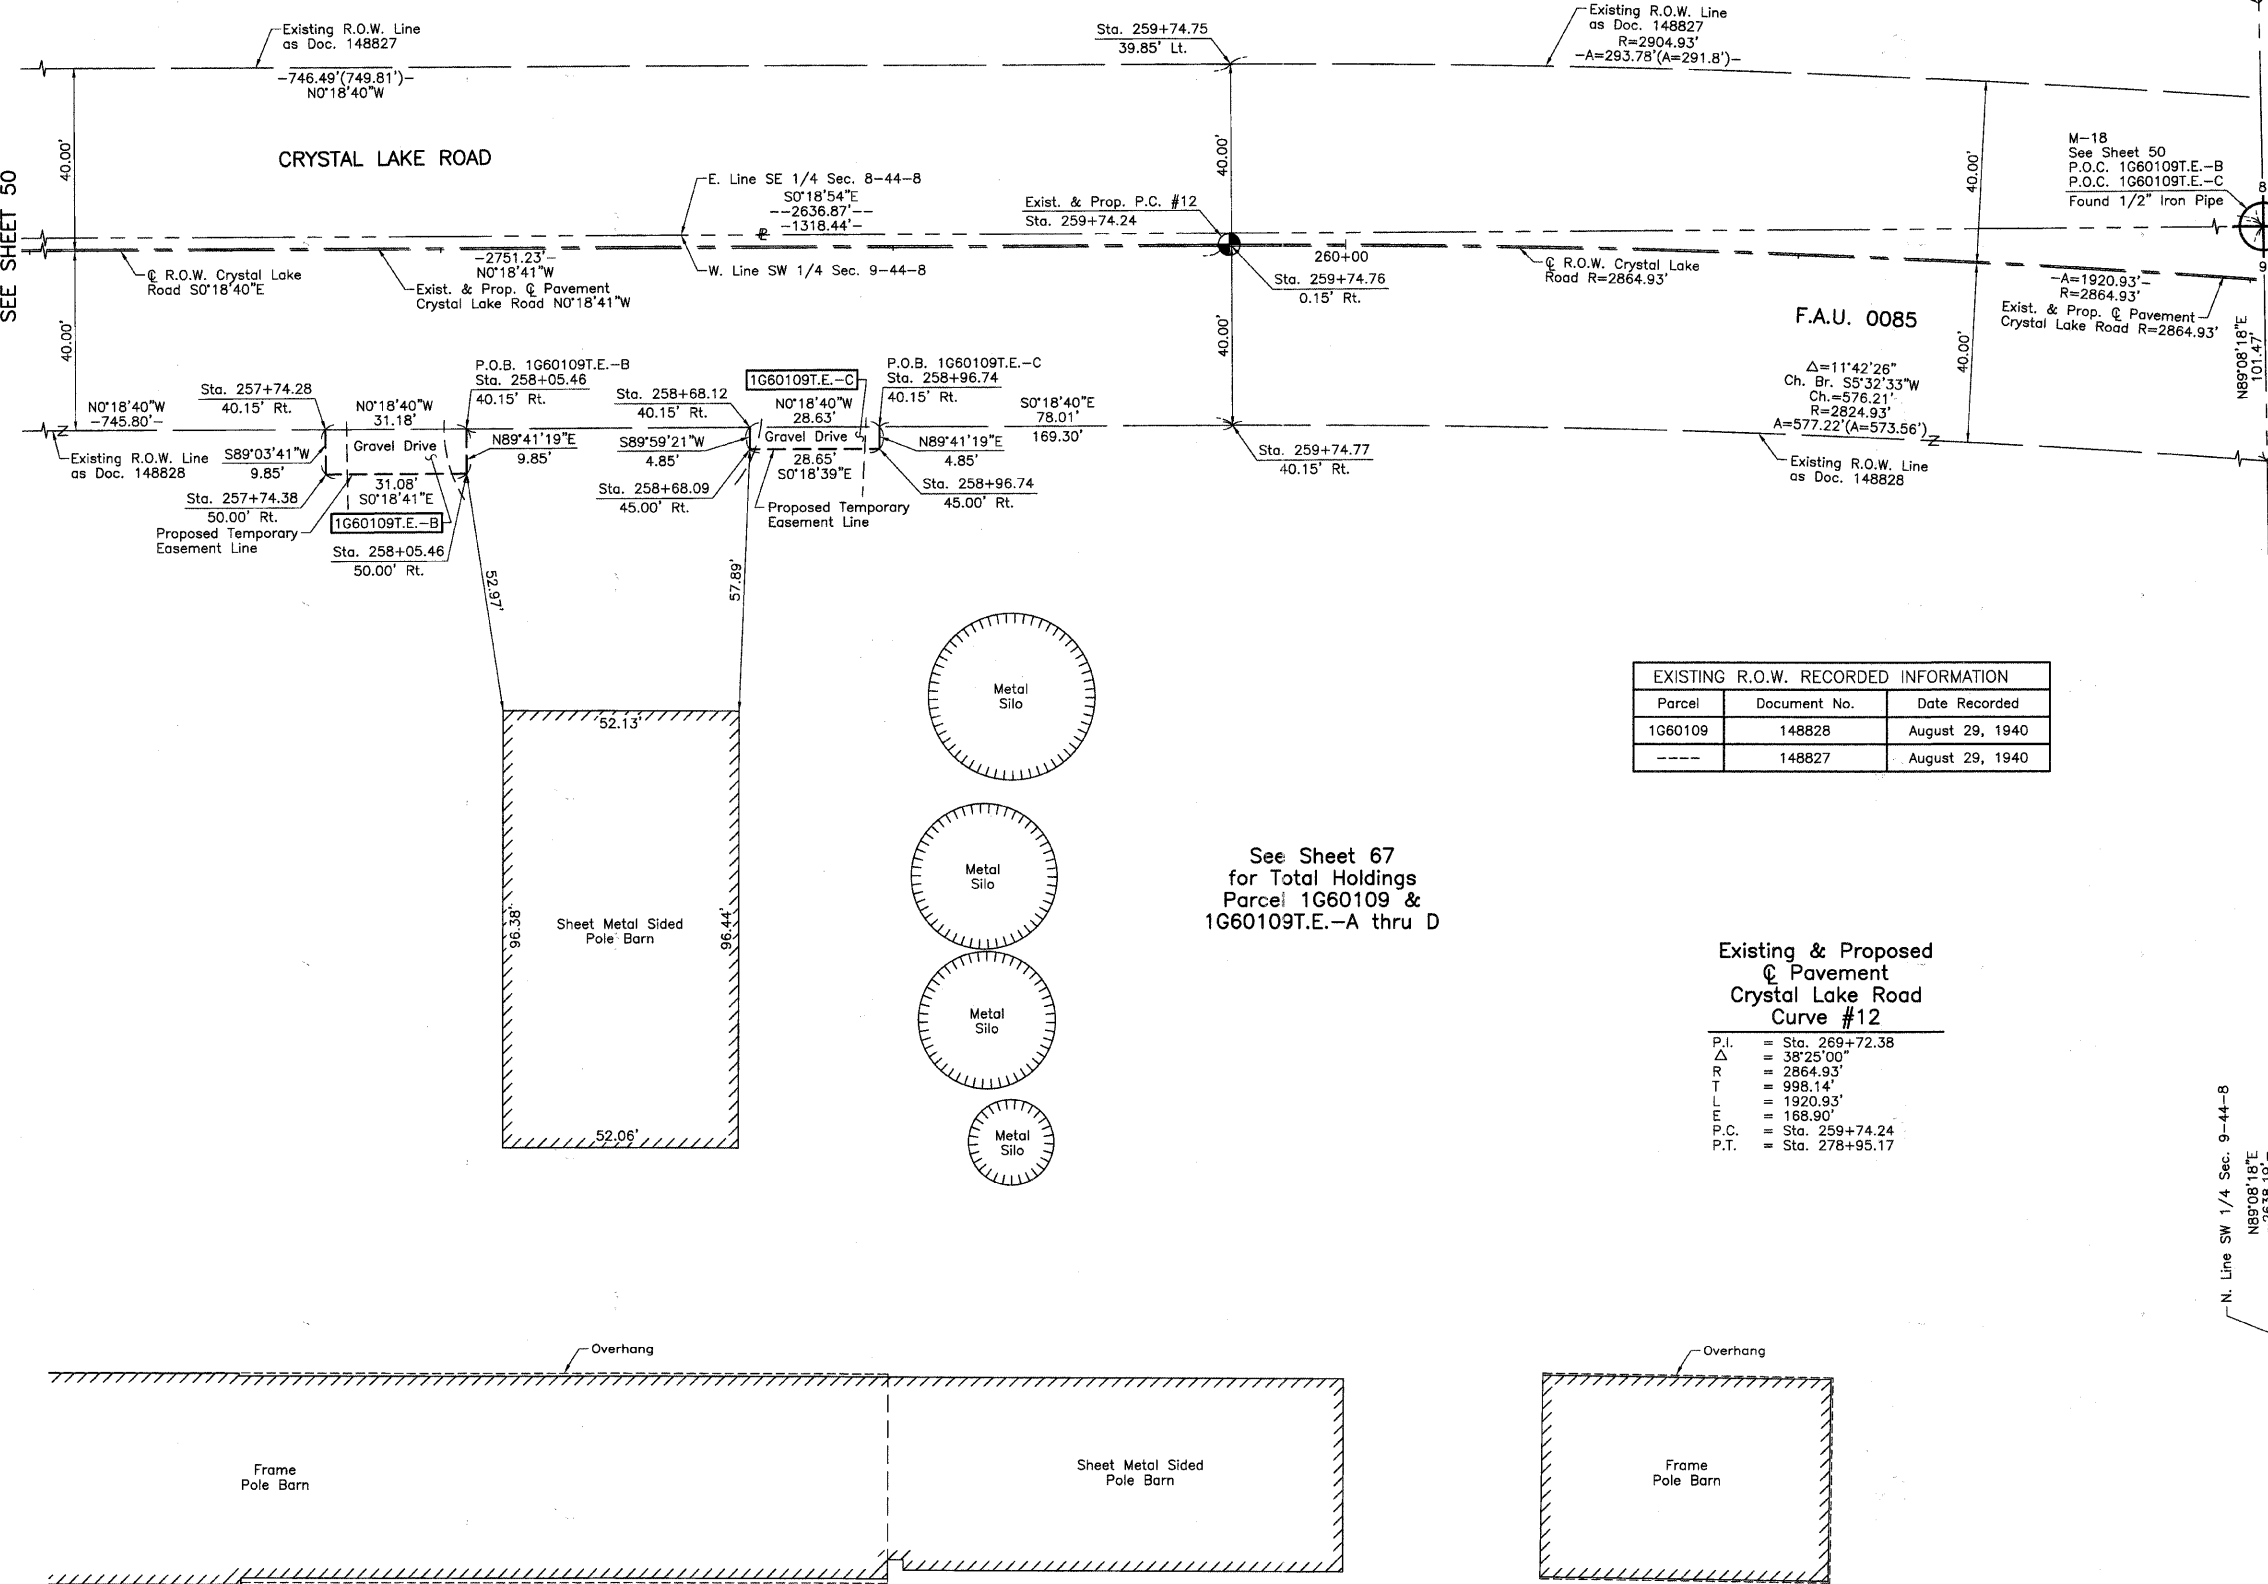 Existing R.O.W. Line
as Doc. 148827
-746.49'(749.81')-
N0°18'40"W
Sta. 259+74.75
39.85' Lt.
Existing R.O.W. Line
as Doc. 148827
R=2904.93'
-A=293.78'(A=291.8')-
SEE SHEET 50
40.00'
CRYSTAL LAKE ROAD
40.00'
40.00'
M-18
See Sheet 50
P.O.C. 1G60109T.E.-B
P.O.C. 1G60109T.E.-C
Found 1/2" Iron Pipe
8
9
E. Line SE 1/4 Sec. 8-44-8
S0°18'54"E
--2636.87'--
-1318.44'-
Exist. & Prop. P.C. #12
Sta. 259+74.24
℄ R.O.W. Crystal Lake
Road S0°18'40"E
-2751.23'-
N0°18'41"W
Exist. & Prop. ℄ Pavement
Crystal Lake Road N0°18'41"W
W. Line SW 1/4 Sec. 9-44-8
260+00
Sta. 259+74.76
0.15' Rt.
℄ R.O.W. Crystal Lake
Road R=2864.93'
-A=1920.93'-
R=2864.93'
Exist. & Prop. ℄ Pavement
Crystal Lake Road R=2864.93'
F.A.U. 0085
40.00'
40.00'
40.00'
Δ=11°42'26"
Ch. Br. S5°32'33"W
Ch.=576.21'
R=2824.93'
A=577.22'(A=573.56')
N89°08'18"E
101.47'
N0°18'40"W
-745.80'-
Existing R.O.W. Line
as Doc. 148828
Sta. 257+74.28
40.15' Rt.
N0°18'40"W
31.18'
Gravel Drive
P.O.B. 1G60109T.E.-B
Sta. 258+05.46
40.15' Rt.
S89°03'41"W
9.85'
N89°41'19"E
9.85'
31.08'
S0°18'41"E
Sta. 257+74.38
50.00' Rt.
Proposed Temporary
Easement Line
1G60109T.E.-B
Sta. 258+05.46
50.00' Rt.
Sta. 258+68.12
40.15' Rt.
1G60109T.E.-C
N0°18'40"W
28.63'
Gravel Drive
P.O.B. 1G60109T.E.-C
Sta. 258+96.74
40.15' Rt.
S89°59'21"W
4.85'
N89°41'19"E
4.85'
28.65'
S0°18'39"E
Sta. 258+68.09
45.00' Rt.
Proposed Temporary
Easement Line
Sta. 258+96.74
45.00' Rt.
S0°18'40"E
78.01'
169.30'
Sta. 259+74.77
40.15' Rt.
Existing R.O.W. Line
as Doc. 148828
52.97'
57.89'
52.13'
96.38'
96.44'
Sheet Metal Sided
Pole Barn
52.06'
Metal
Silo
Metal
Silo
Metal
Silo
Metal
Silo
EXISTING R.O.W. RECORDED INFORMATION
Parcel Document No. Date Recorded
1G60109 148828 August 29, 1940
---- 148827 August 29, 1940
See Sheet 67
for Total Holdings
Parcel 1G60109 &
1G60109T.E.-A thru D
Existing & Proposed
℄ Pavement
Crystal Lake Road
Curve #12
P.I. = Sta. 269+72.38
Δ = 38°25'00"
R = 2864.93'
T = 998.14'
L = 1920.93'
E = 168.90'
P.C. = Sta. 259+74.24
P.T. = Sta. 278+95.17
N. Line SW 1/4 Sec. 9-44-8
N89°08'18"E
Overhang
Frame
Pole Barn
Sheet Metal Sided
Pole Barn
Overhang
Frame
Pole Barn